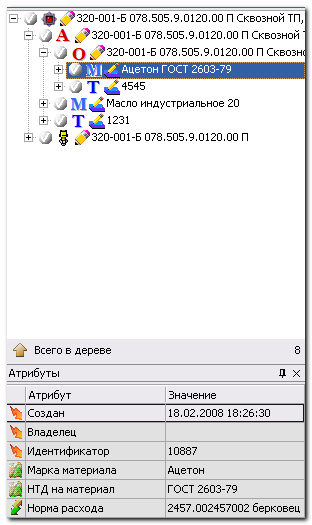 320-001-Б 078.505.9.0120.00 П Сквозной ТП,
А 320-001-Б 078.505.9.0120.00 П Сквозной Т
О 320-001-Б 078.505.9.0120.00 П Сквозно
М Ацетон ГОСТ 2603-79
Т 4545
М Масло индустриальное 20
Т 1231
320-001-Б 078.505.9.0120.00 П
Всего в дереве 8
Атрибуты
Атрибут Значение
Создан 18.02.2008 18:26:30
Владелец
Идентификатор 10887
Марка материала Ацетон
НТД на материал ГОСТ 2603-79
Норма расхода 2457.002457002 берковец